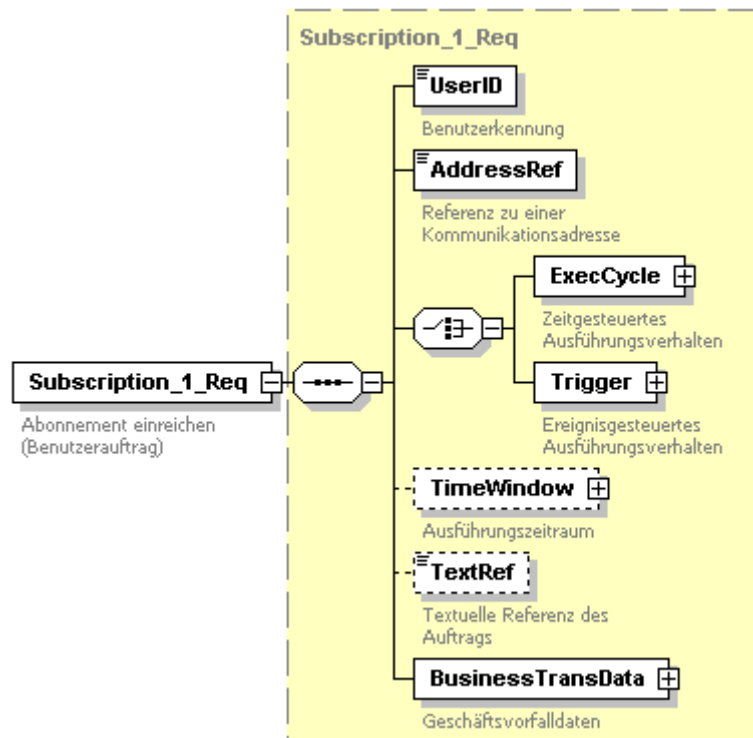 Subscription_1_Req
UserID
Benutzerkennung
AddressRef
Referenz zu einer
Kommunikationsadresse
ExecCycle
Zeitgesteuertes
Ausführungsverhalten
Subscription_1_Req
Abonnement einreichen
(Benutzerauftrag)
Trigger
Ereignisgesteuertes
Ausführungsverhalten
TimeWindow
Ausführungszeitraum
TextRef
Textuelle Referenz des
Auftrags
BusinessTransData
Geschäftsvorfalldaten